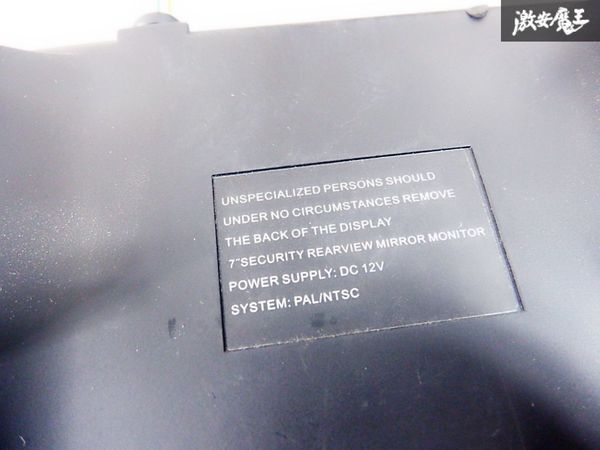 激安魔王
UNSPECIALIZED PERSONS SHOULD
UNDER NO CIRCUMSTANCES REMOVE
THE BACK OF THE DISPLAY
7"SECURITY REARVIEW MIRROR MONITOR
POWER SUPPLY: DC 12V
SYSTEM: PAL/NTSC